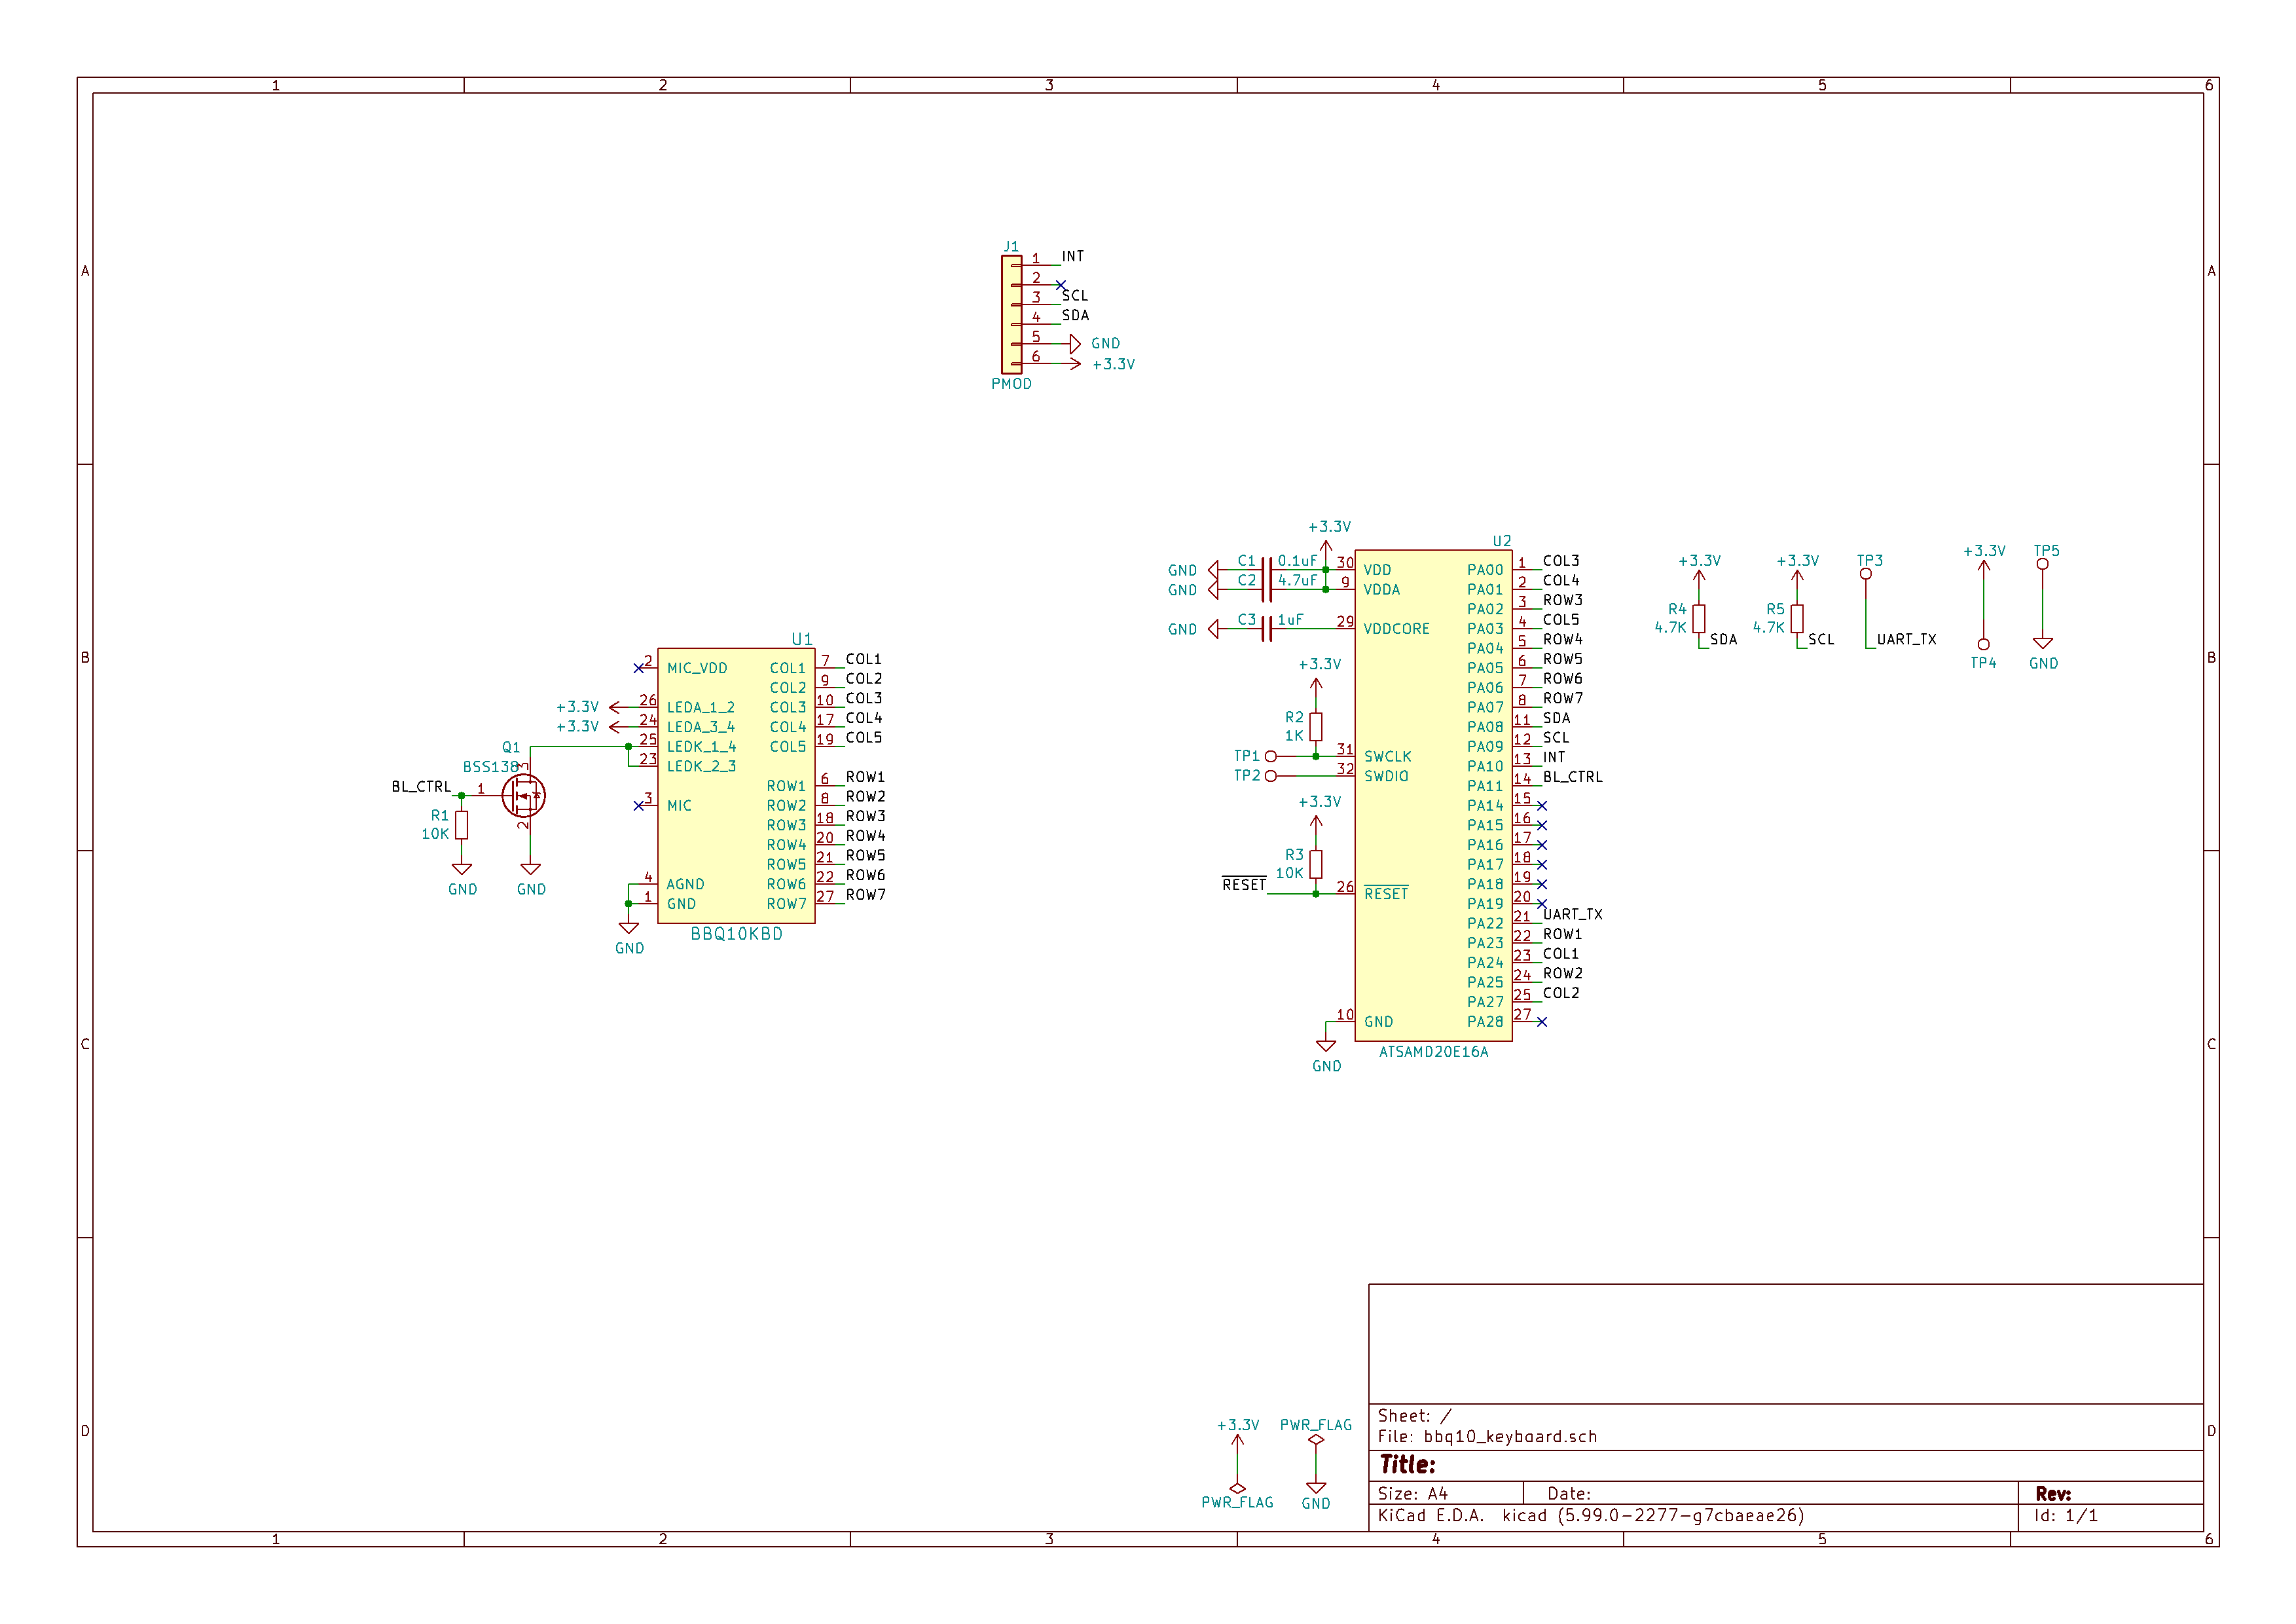 1 2 3 4 5 6
A A
B B
C C
D D
J1
1 INT
2
3 SCL
4 SDA
5 GND
6 +3.3V
PMOD
U1
2 MIC_VDD COL1 7 COL1
COL2 9 COL2
+3.3V 26 LEDA_1_2 COL3 10 COL3
+3.3V 24 LEDA_3_4 COL4 17 COL4
25 LEDK_1_4 COL5 19 COL5
23 LEDK_2_3
ROW1 6 ROW1
3 MIC ROW2 8 ROW2
ROW3 18 ROW3
ROW4 20 ROW4
ROW5 21 ROW5
4 AGND ROW6 22 ROW6
1 GND ROW7 27 ROW7
GND
BBQ10KBD
Q1
BSS138
3
BL_CTRL 1
2
R1
10K
GND GND
+3.3V
U2
GND C1 0.1uF 30 VDD PA00 1 COL3
GND C2 4.7uF 9 VDDA PA01 2 COL4
PA02 3 ROW3
GND C3 1uF 29 VDDCORE PA03 4 COL5
PA04 5 ROW4
+3.3V PA05 6 ROW5
PA06 7 ROW6
R2 PA07 8 ROW7
1K PA08 11 SDA
PA09 12 SCL
TP1 31 SWCLK PA10 13 INT
TP2 32 SWDIO PA11 14 BL_CTRL
+3.3V PA14 15
PA15 16
PA16 17
R3 PA17 18
10K PA18 19
RESET 26 RESET PA19 20
PA22 21 UART_TX
PA23 22 ROW1
PA24 23 COL1
PA25 24 ROW2
PA27 25 COL2
10 GND PA28 27
GND
ATSAMD20E16A
+3.3V
R4
4.7K
SDA
+3.3V
R5
4.7K
SCL
TP3
UART_TX
+3.3V
TP4
TP5
GND
+3.3V PWR_FLAG
PWR_FLAG GND
Sheet: /
File: bbq10_keyboard.sch
Title:
Size: A4 Date: Rev:
KiCad E.D.A. kicad (5.99.0-2277-g7cbaeae26) Id: 1/1
1 2 3 4 5 6